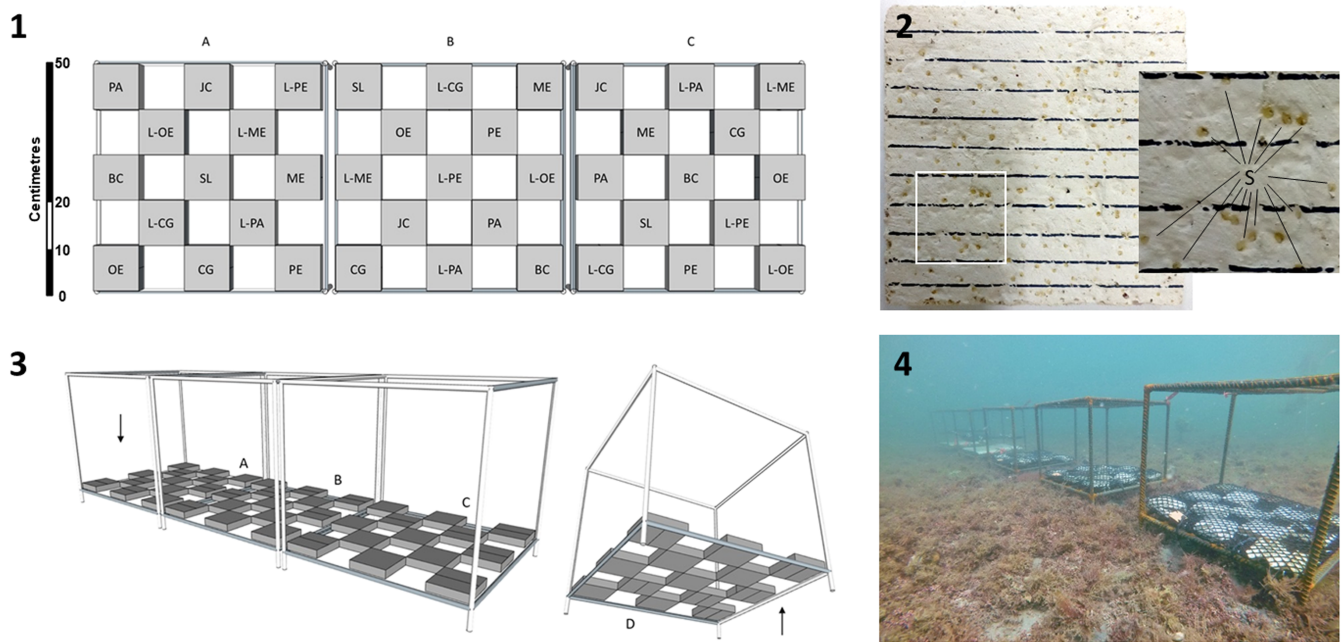 1
A
B
C
50
20
10
0
Centimetres
PA JC L-PE SL L-CG ME JC L-PA L-ME
L-OE L-ME OE PE ME CG
BC SL ME L-ME L-PE L-OE PA BC OE
L-CG L-PA JC PA SL L-PE
OE CG PE CG L-PA BC L-CG PE L-OE
2
S
3
A
B
C
D
4